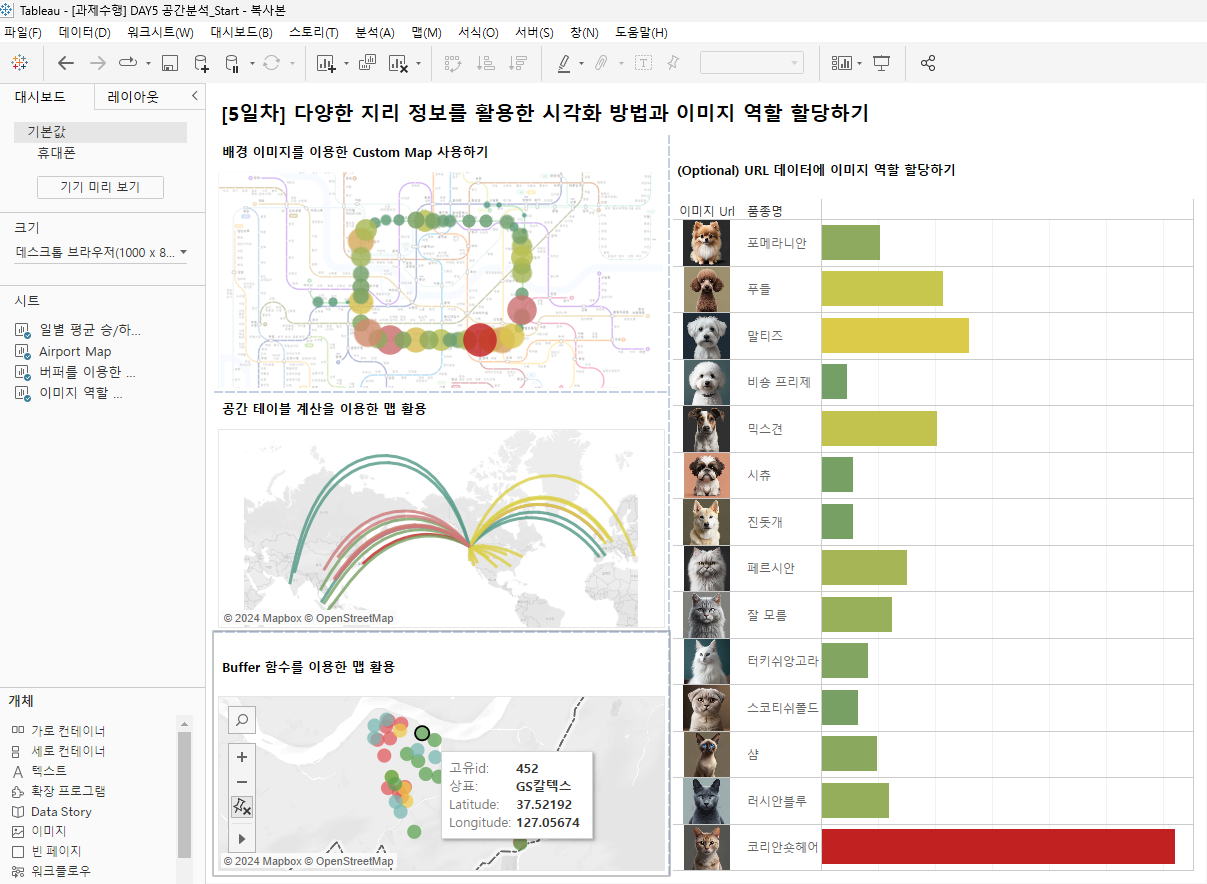 Tableau - [과제수행] DAY5 공간분석_Start - 복사본
파일(F) 데이터(D) 워크시트(W) 대시보드(B) 스토리(T) 분석(A) 맵(M) 서식(O) 서버(S) 창(N) 도움말(H)
대시보드 레이아웃
기본값
휴대폰
기기 미리 보기
크기
데스크톱 브라우저(1000 x 8...
시트
일별 평균 승/하...
Airport Map
버퍼를 이용한 ...
이미지 역할 ...
개체
가로 컨테이너
세로 컨테이너
텍스트
확장 프로그램
Data Story
이미지
빈 페이지
워크플로우
[5일차] 다양한 지리 정보를 활용한 시각화 방법과 이미지 역할 할당하기
배경 이미지를 이용한 Custom Map 사용하기
공간 테이블 계산을 이용한 맵 활용
© 2024 Mapbox © OpenStreetMap
Buffer 함수를 이용한 맵 활용
고유id: 452
상표: GS칼텍스
Latitude: 37.52192
Longitude: 127.05674
© 2024 Mapbox © OpenStreetMap
(Optional) URL 데이터에 이미지 역할 할당하기
이미지 Url 품종명
포메라니안
푸들
말티즈
비숑 프리제
믹스견
시츄
진돗개
페르시안
잘 모름
터키쉬앙고라
스코티쉬폴드
샴
러시안블루
코리안숏헤어